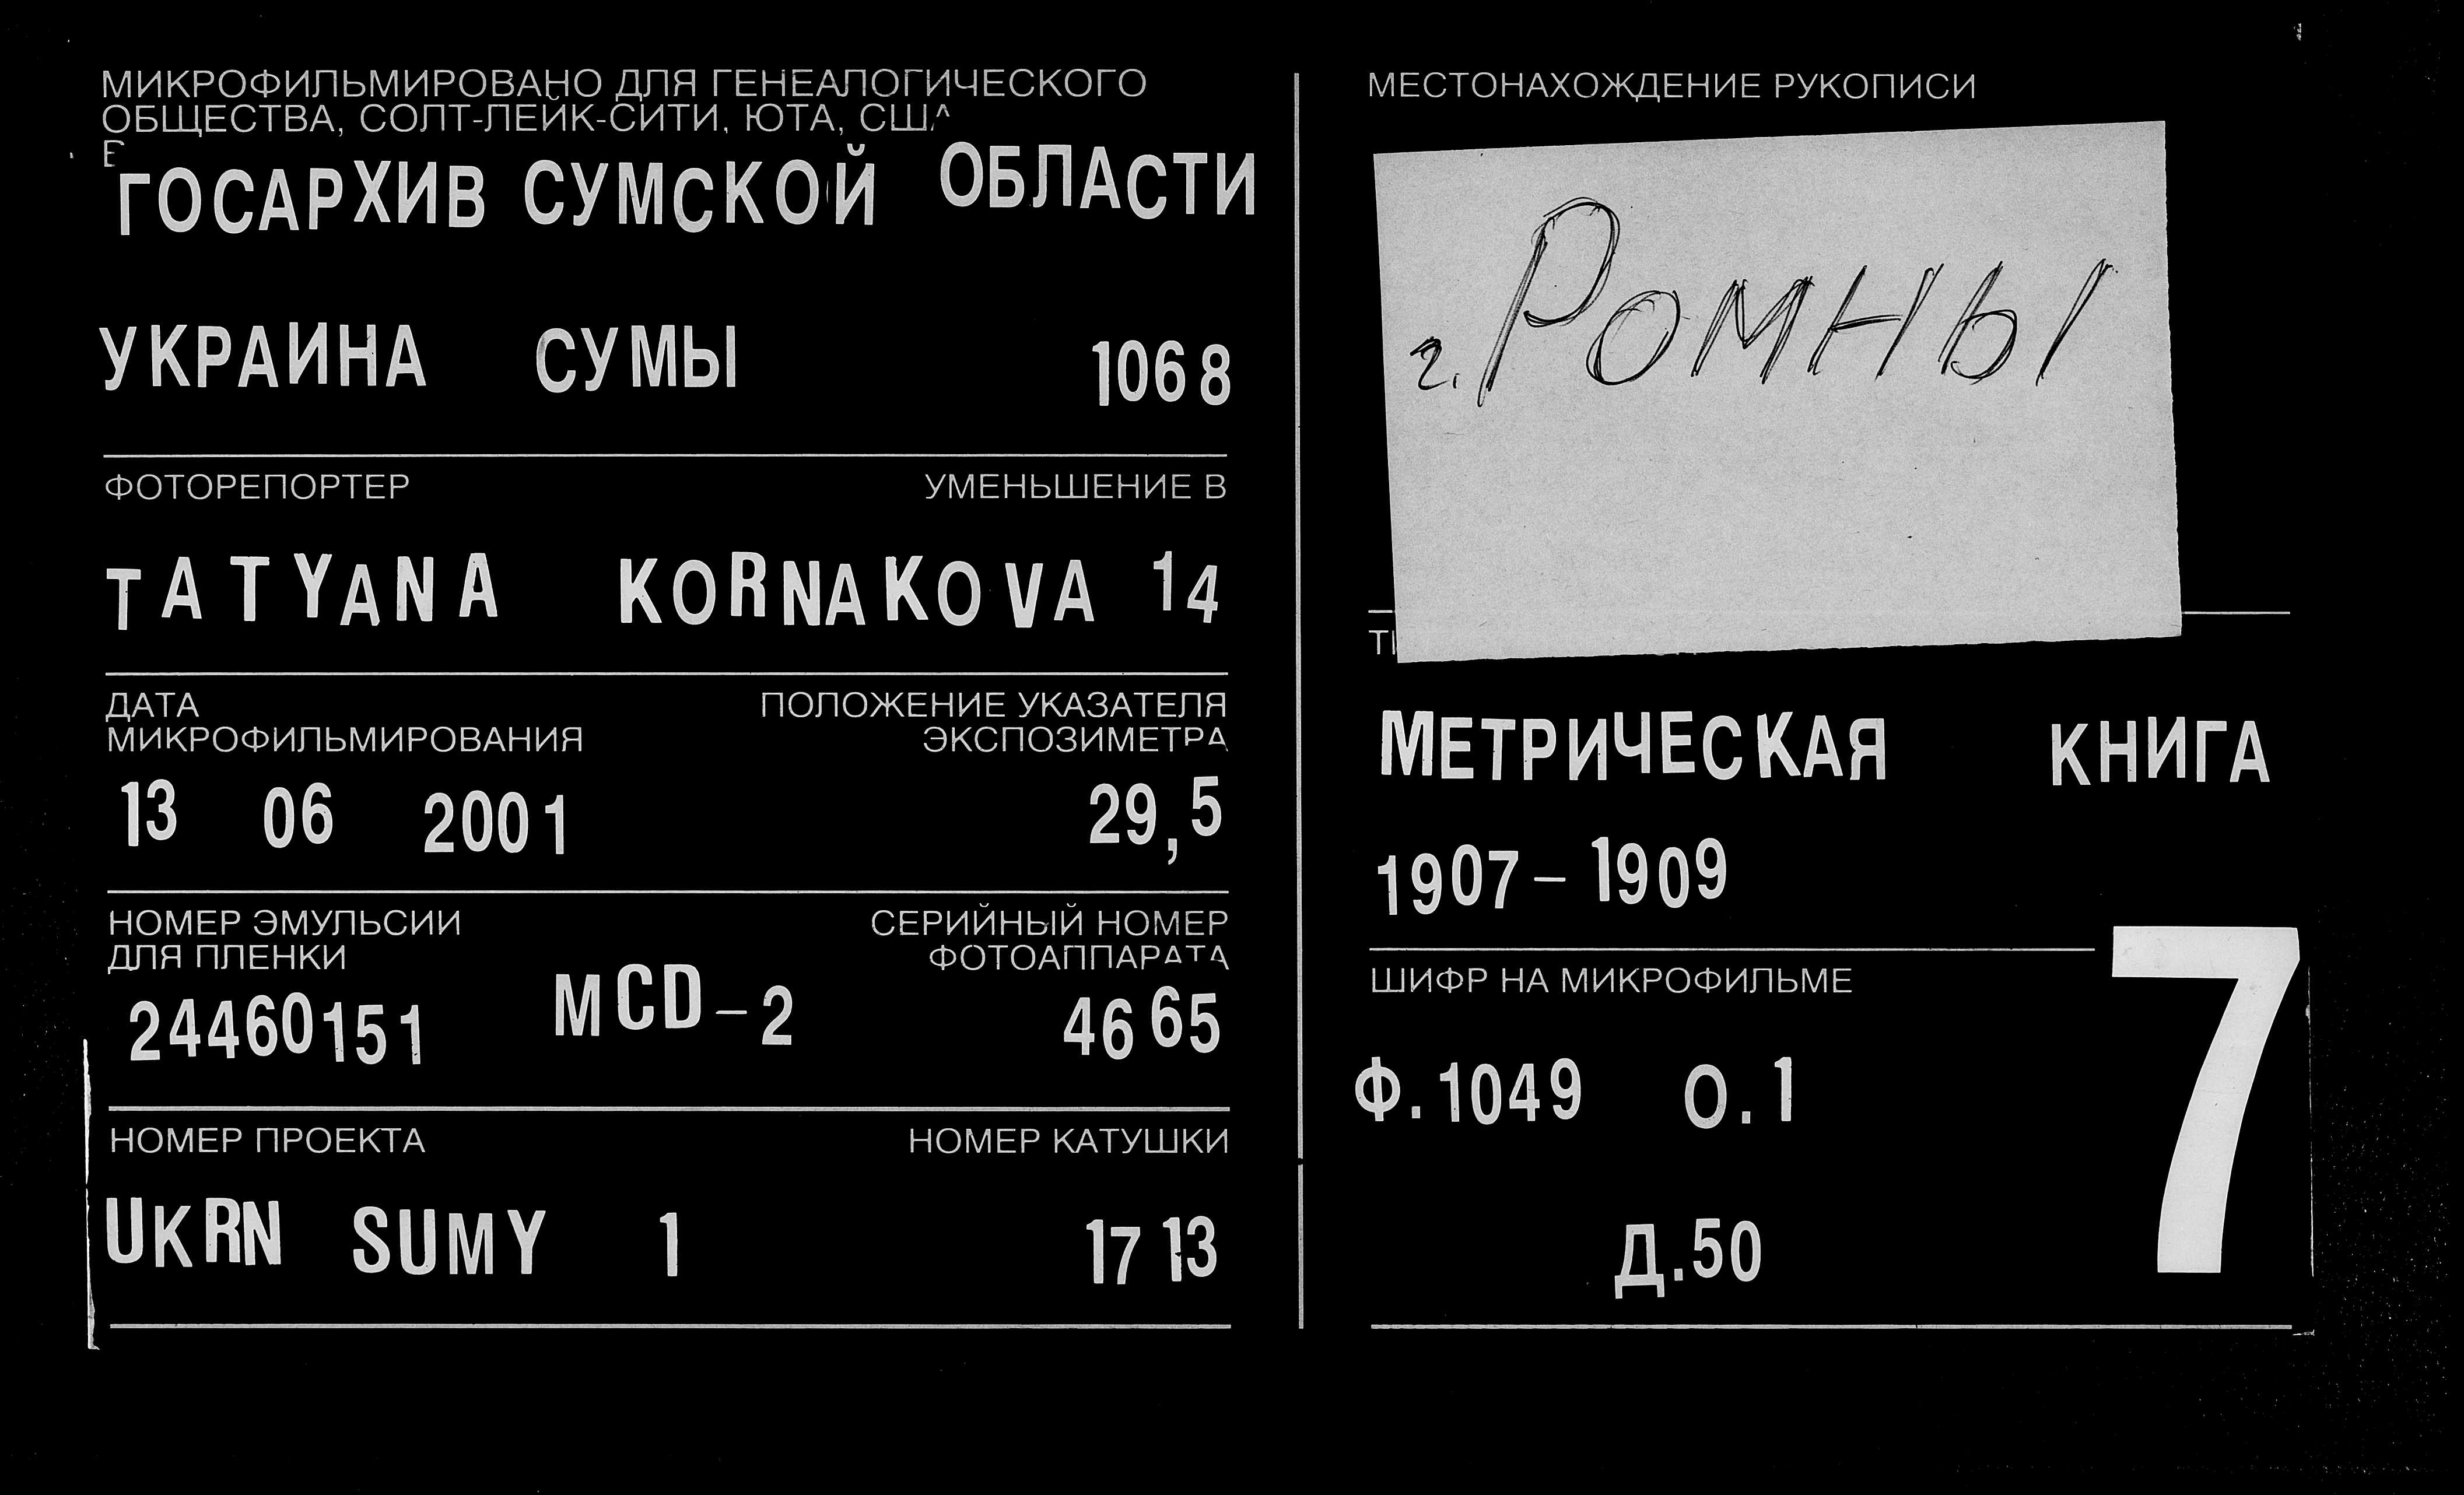 МИКРОФИЛЬМИРОВАНО ДЛЯ ГЕНЕАЛОГИЧЕСКОГО
ОБЩЕСТВА, СОЛТ-ЛЕЙК-СИТИ, ЮТА, США
В
ГОСАРХИВ СУМСКОЙ ОБЛАСТИ
УКРАИНА СУМЫ 1068
ФОТОРЕПОРТЕР УМЕНЬШЕНИЕ В
TATYANA KORNAKOVA 14
ДАТА ПОЛОЖЕНИЕ УКАЗАТЕЛЯ
МИКРОФИЛЬМИРОВАНИЯ ЭКСПОЗИМЕТРА
13 06 2001 29,5
НОМЕР ЭМУЛЬСИИ СЕРИЙНЫЙ НОМЕР
ДЛЯ ПЛЕНКИ ФОТОАППАРАТА
24460151 MCD-2 4665
НОМЕР ПРОЕКТА НОМЕР КАТУШКИ
UKRN SUMY 1 1713
МЕСТОНАХОЖДЕНИЕ РУКОПИСИ
г. Ромны
МЕТРИЧЕСКАЯ КНИГА
1907-1909
ШИФР НА МИКРОФИЛЬМЕ
Ф.1049 О.1
Д.50
7